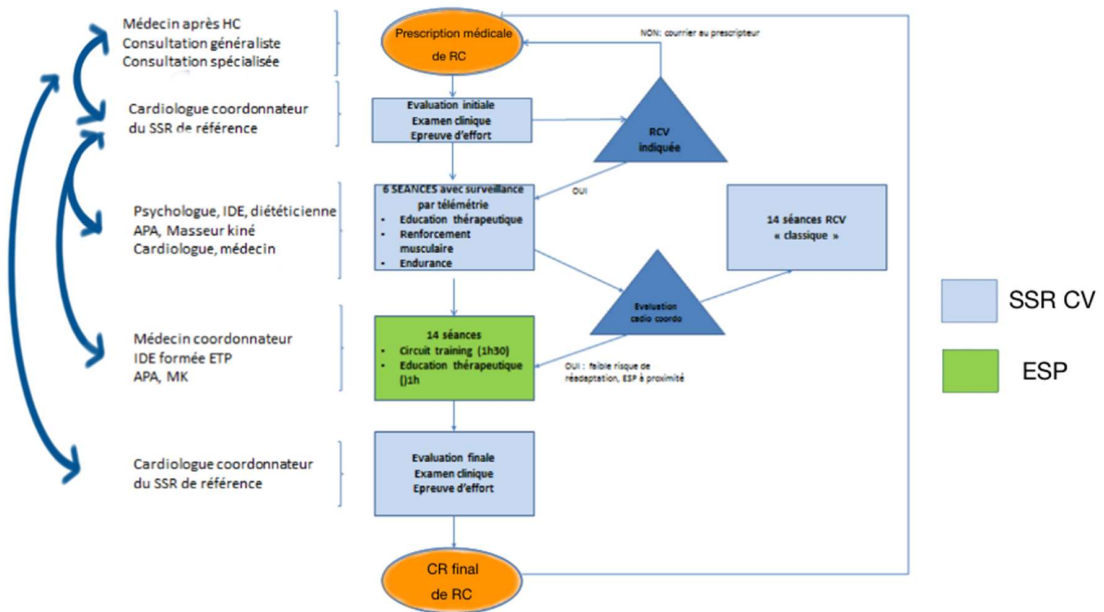 Médecin après HC
Consultation généraliste
Consultation spécialisée
Prescription médicale
de RC
NON: courrier au prescripteur
Cardiologue coordonnateur
du SSR de référence
Evaluation initiale
Examen clinique
Epreuve d'effort
RCV
indiquée
OUI
Psychologue, IDE, diététicienne
APA, Masseur kiné
Cardiologue, médecin
6 SEANCES avec surveillance
par télémétrie
• Education thérapeutique
• Renforcement
musculaire
• Endurance
14 séances RCV
« classique »
Evaluation
cadio coordo
SSR CV
ESP
Médecin coordonnateur
IDE formée ETP
APA, MK
14 séances
• Circuit training (1h30)
• Education thérapeutique
()1h
OUI : faible risque de
réadaptation, ESP à proximité
Cardiologue coordonnateur
du SSR de référence
Evaluation finale
Examen clinique
Epreuve d'effort
CR final
de RC